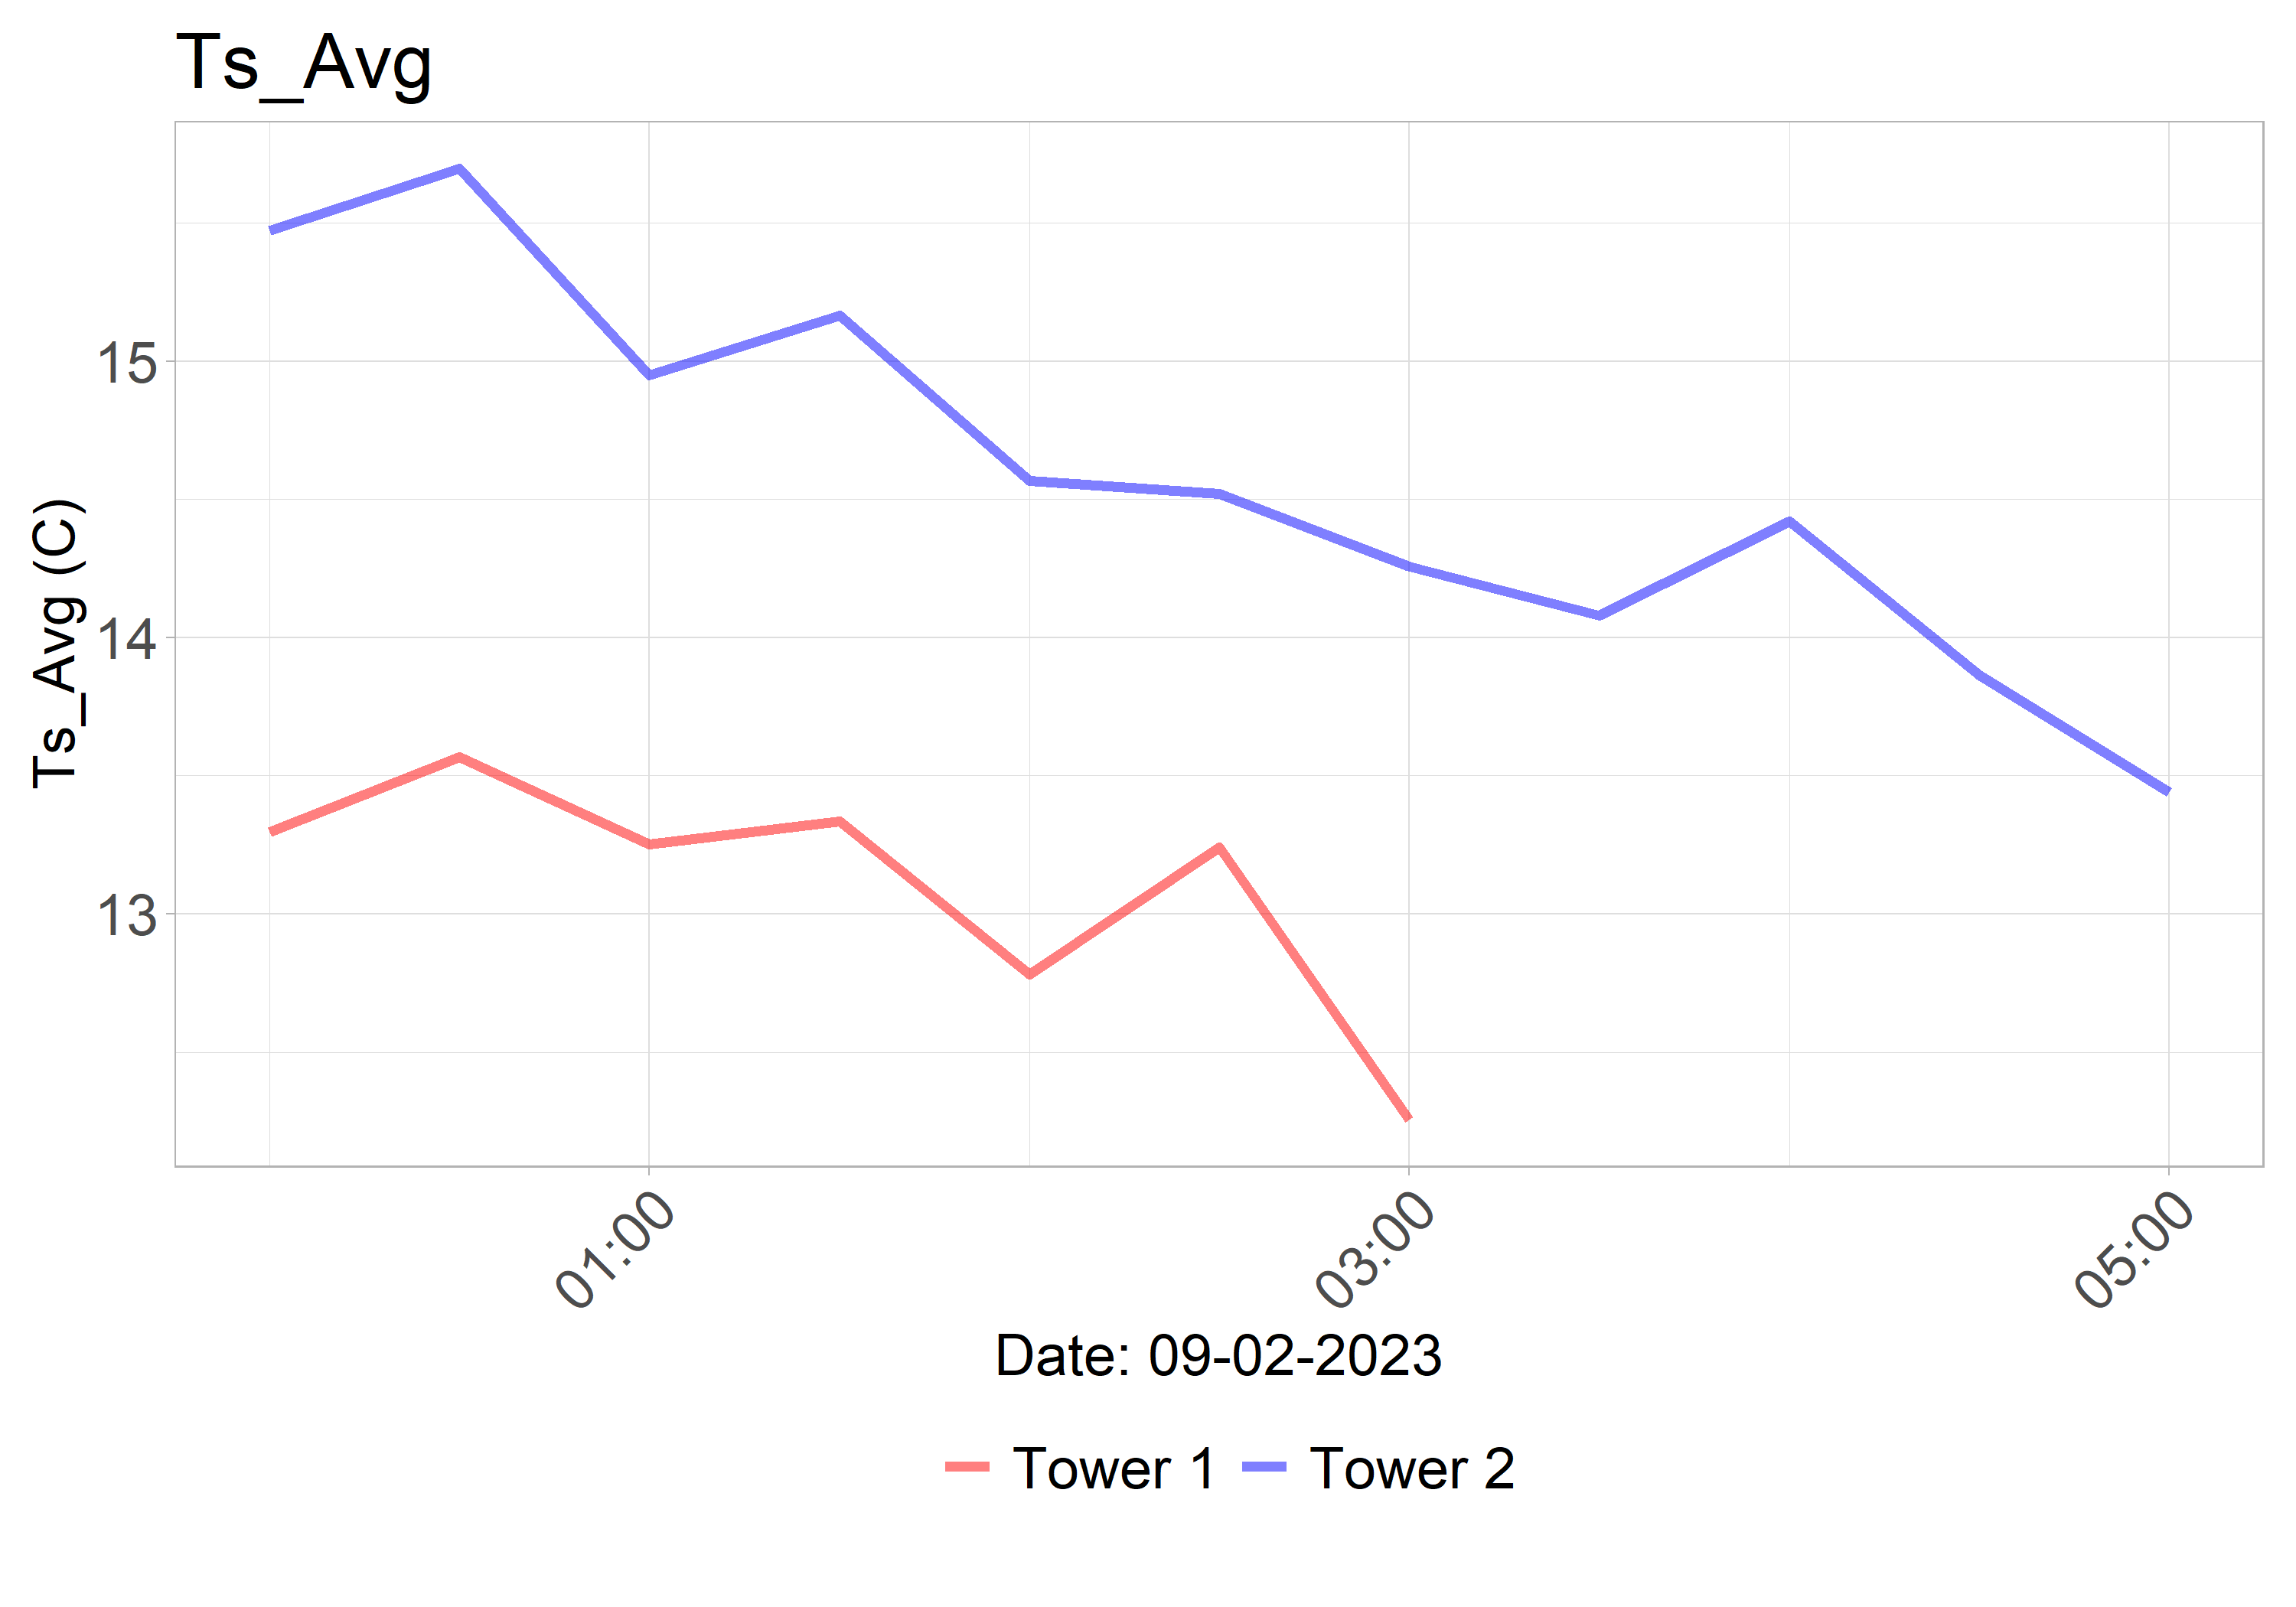 Ts_Avg
Ts_Avg (C)
15
14
13
01:00
03:00
05:00
Date: 09-02-2023
Tower 1
Tower 2